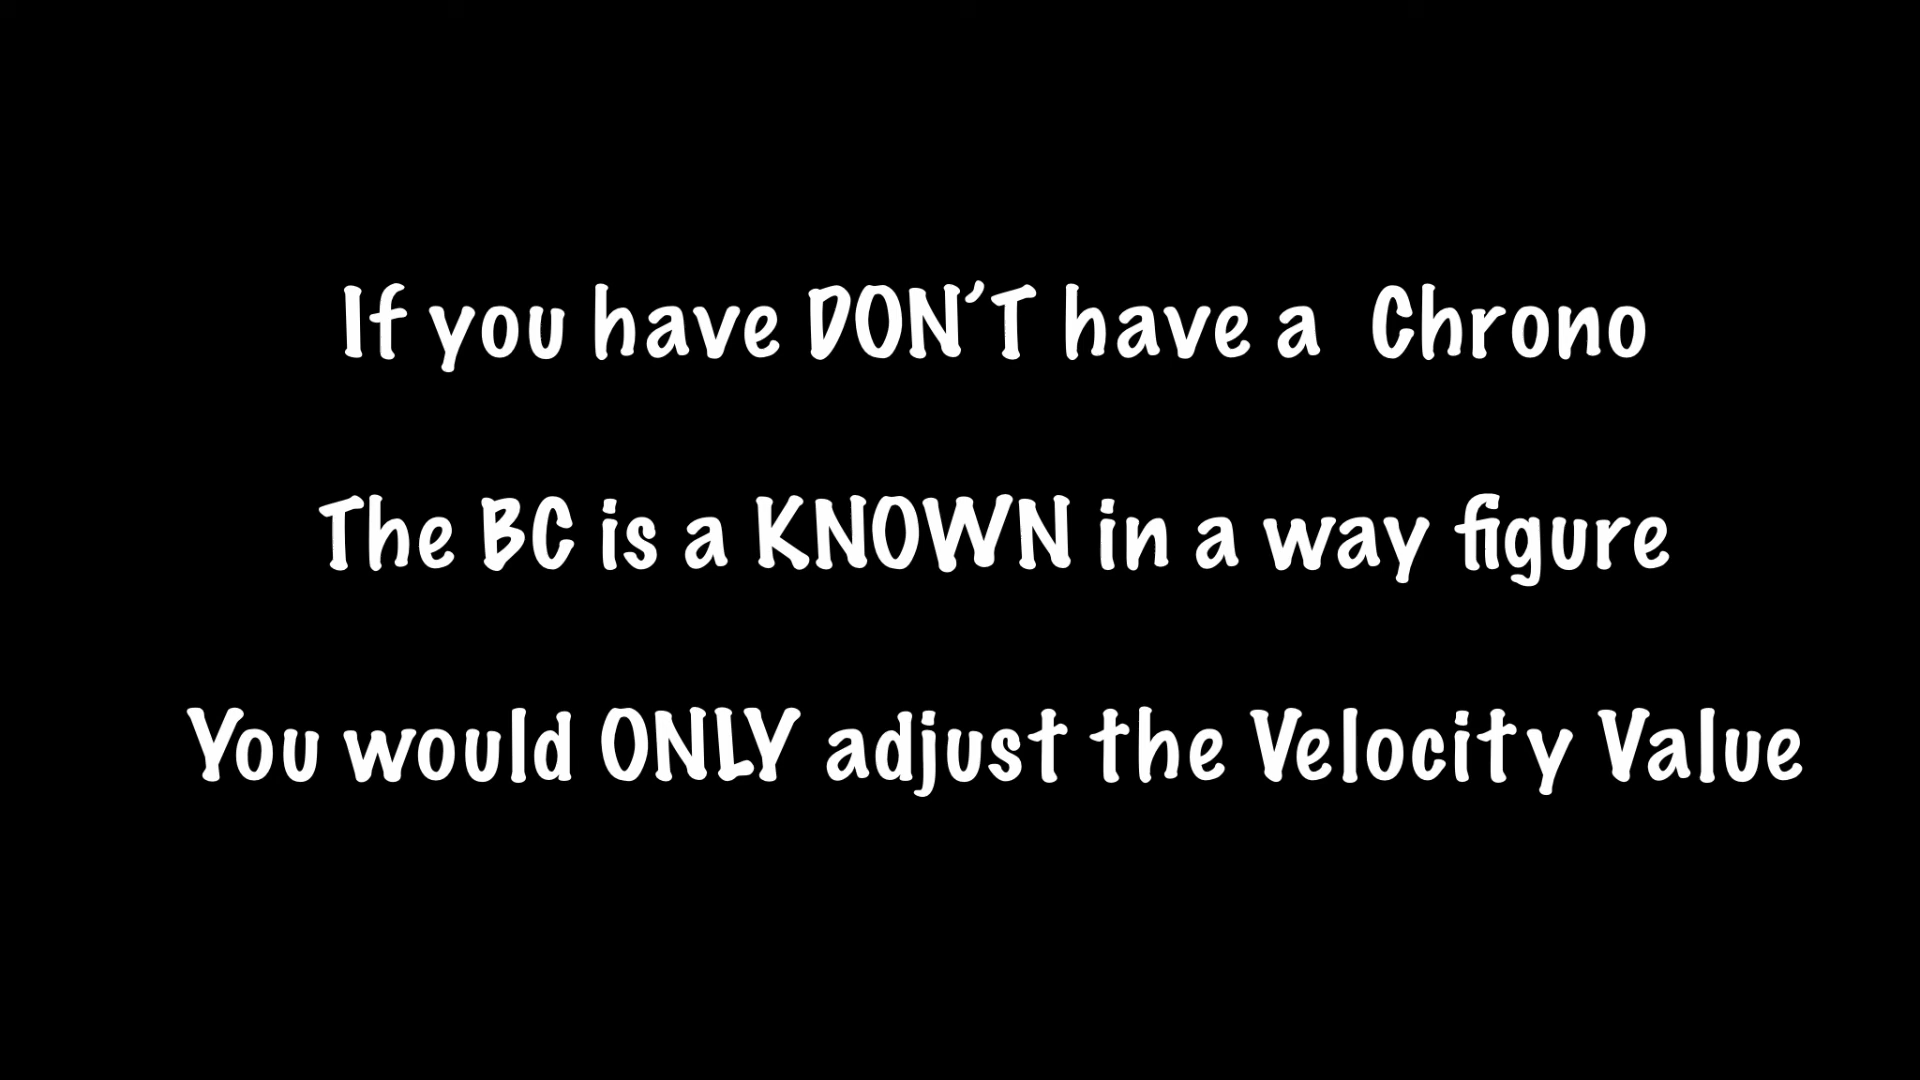 If you have DON’T have a Chrono
The BC is a KNOWN in a way figure
You would ONLY adjust the Velocity Value